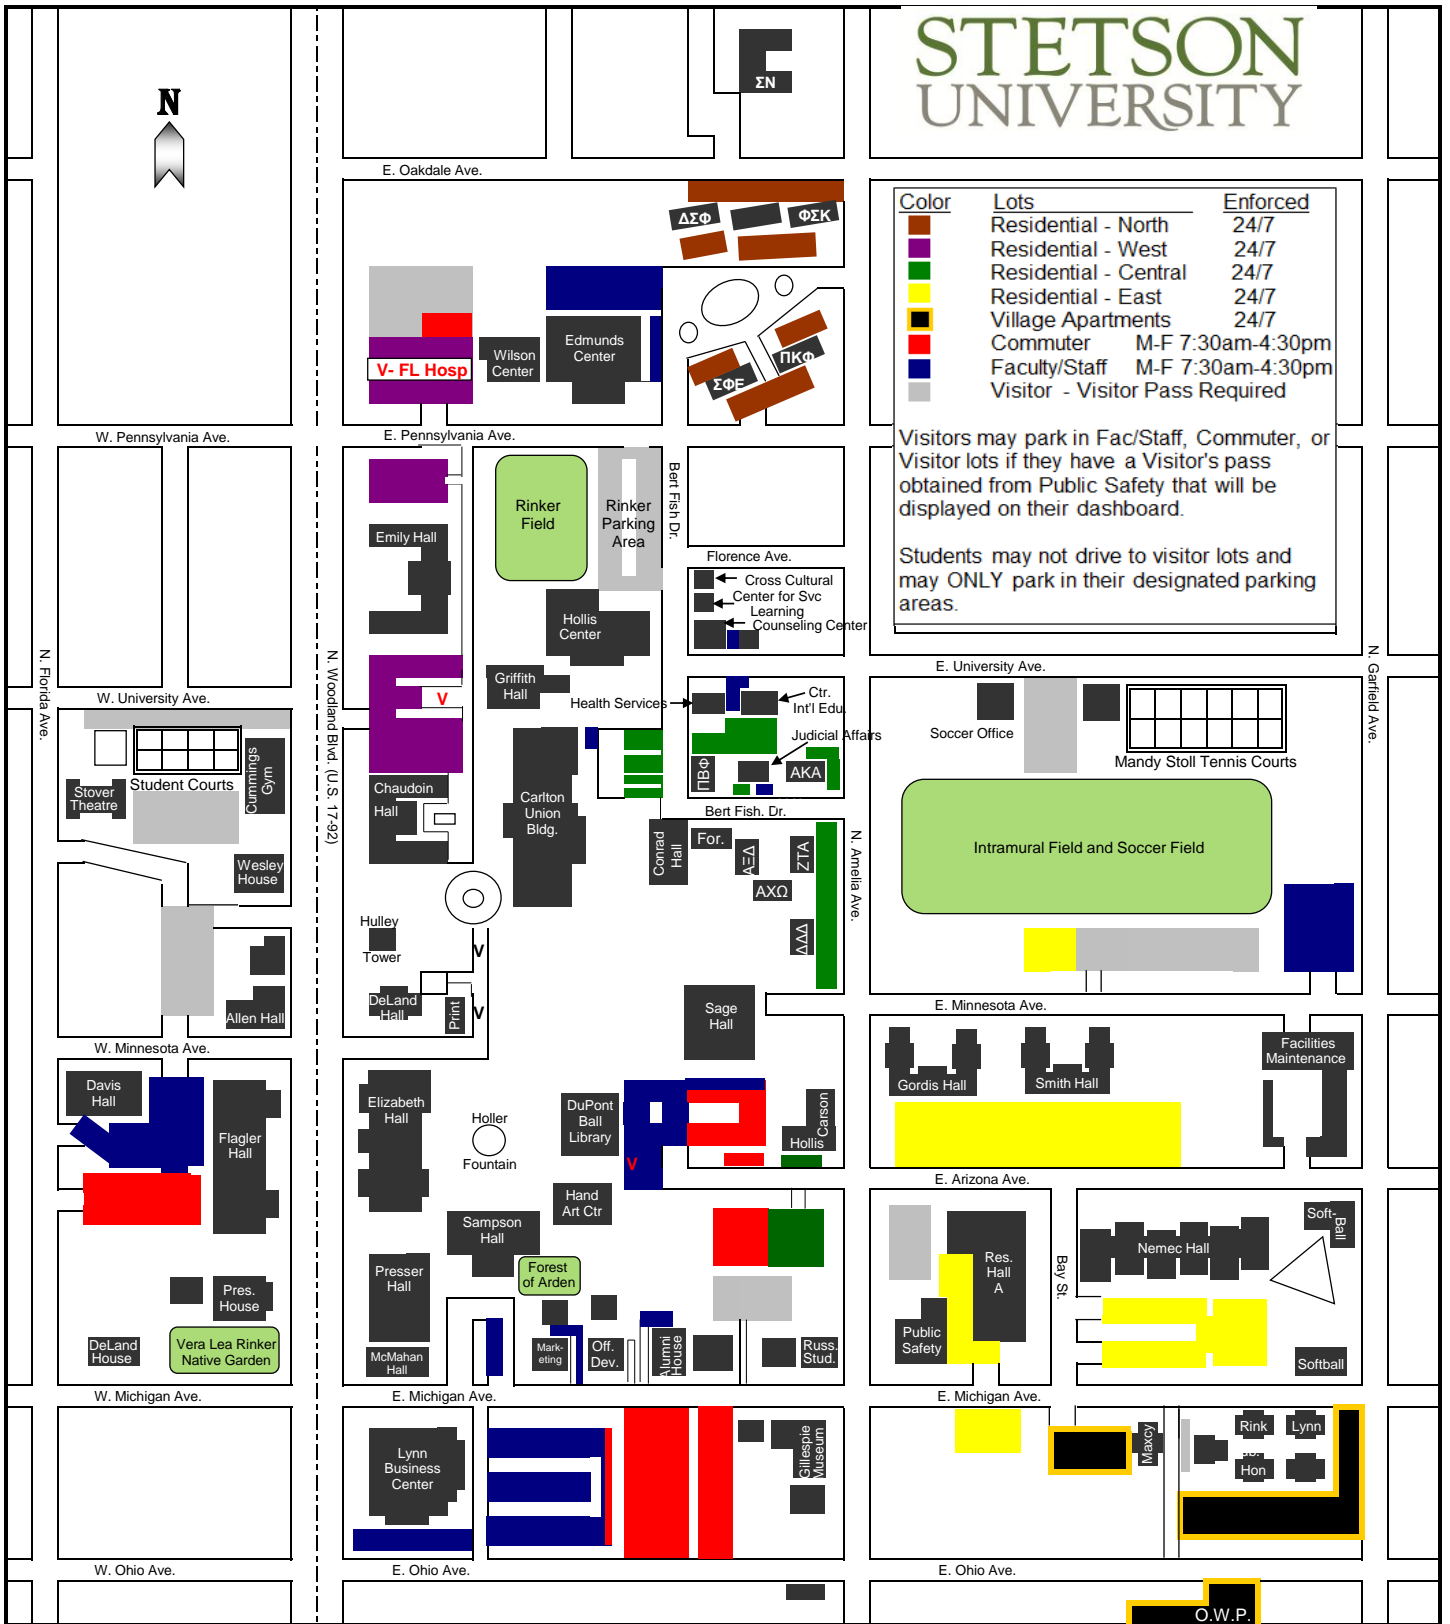 STETSON
UNIVERSITY
N
ΣN
E. Oakdale Ave.
ΔΣΦ
ΦΣK
Color Lots Enforced
Residential - North 24/7
Residential - West 24/7
Residential - Central 24/7
Residential - East 24/7
Village Apartments 24/7
Commuter M-F 7:30am-4:30pm
Faculty/Staff M-F 7:30am-4:30pm
Visitor - Visitor Pass Required
Visitors may park in Fac/Staff, Commuter, or
Visitor lots if they have a Visitor's pass
obtained from Public Safety that will be
displayed on their dashboard.
Students may not drive to visitor lots and
may ONLY park in their designated parking
areas.
V- FL Hosp
Wilson
Center
Edmunds
Center
ΠKΦ
ΣΦE
W. Pennsylvania Ave.
E. Pennsylvania Ave.
Rinker
Field
Rinker
Parking
Area
Bert Fish Dr.
Emily Hall
Florence Ave.
Cross Cultural
Center for Svc
Learning
Counseling Center
Hollis
Center
N. Florida Ave.
N. Woodland Blvd. (U.S. 17-92)
N. Garfield Ave.
W. University Ave.
E. University Ave.
V
Griffith
Hall
Health Services
Ctr.
Int'l Edu.
Judicial Affairs
Soccer Office
Mandy Stoll Tennis Courts
Student Courts
Cummings
Gym
Stover
Theatre
Chaudoin
Hall
Carlton
Union
Bldg.
ΠBΦ
AKA
Bert Fish. Dr.
Conrad
Hall
For.
AΞΔ
ZTA
AXΩ
ΔΔΔ
N. Amelia Ave.
Intramural Field and Soccer Field
Wesley
House
Hulley
Tower
V
DeLand
Hall
Print
V
Allen Hall
Sage
Hall
E. Minnesota Ave.
W. Minnesota Ave.
Davis
Hall
Flagler
Hall
Elizabeth
Hall
Holler
Fountain
DuPont
Ball
Library
V
Carson
Hollis
Gordis Hall
Smith Hall
Facilities
Maintenance
E. Arizona Ave.
Hand
Art Ctr
Sampson
Hall
Forest
of Arden
Presser
Hall
Res.
Hall
A
Bay St.
Nemec Hall
Soft-
Ball
Pres.
House
DeLand
House
Vera Lea Rinker
Native Garden
McMahan
Hall
Mark-
eting
Off.
Dev.
Alumni
House
Russ.
Stud.
Public
Safety
Softball
W. Michigan Ave.
E. Michigan Ave.
E. Michigan Ave.
Lynn
Business
Center
Gillespie
Museum
Maxcy
Rink
Lynn
Hon
W. Ohio Ave.
E. Ohio Ave.
E. Ohio Ave.
O.W.P.